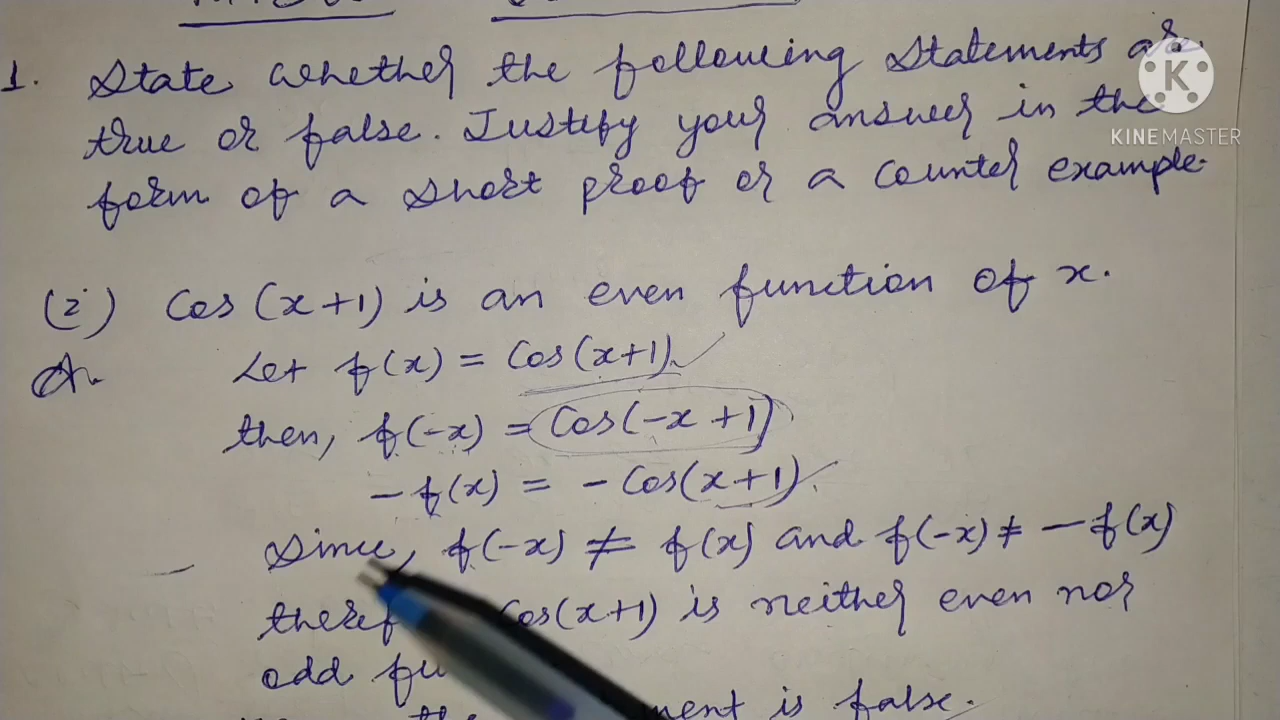 1. State whether the following Statements are
K
KINEMASTER
true or false. Justify your answer in the
form of a short proof or a counter example.
(i) Cos (x+1) is an even function of x.
Let f(x) = Cos(x+1).
then, f(-x) = Cos(-x+1)
-f(x) = - Cos(x+1).
Since, f(-x) ≠ f(x) and f(-x) ≠ -f(x)
Cos(x+1) is neither even nor
odd
is false.